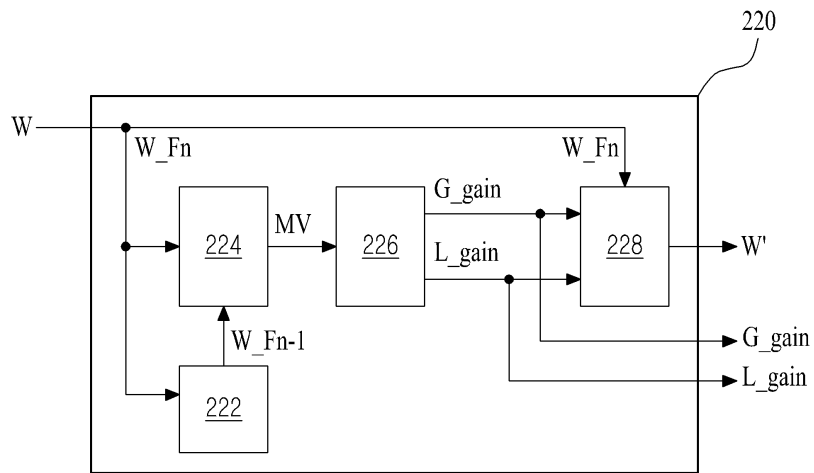 220
W
W_Fn
W_Fn
G_gain
224
MV
226
L_gain
228
W'
W_Fn-1
G_gain
L_gain
222